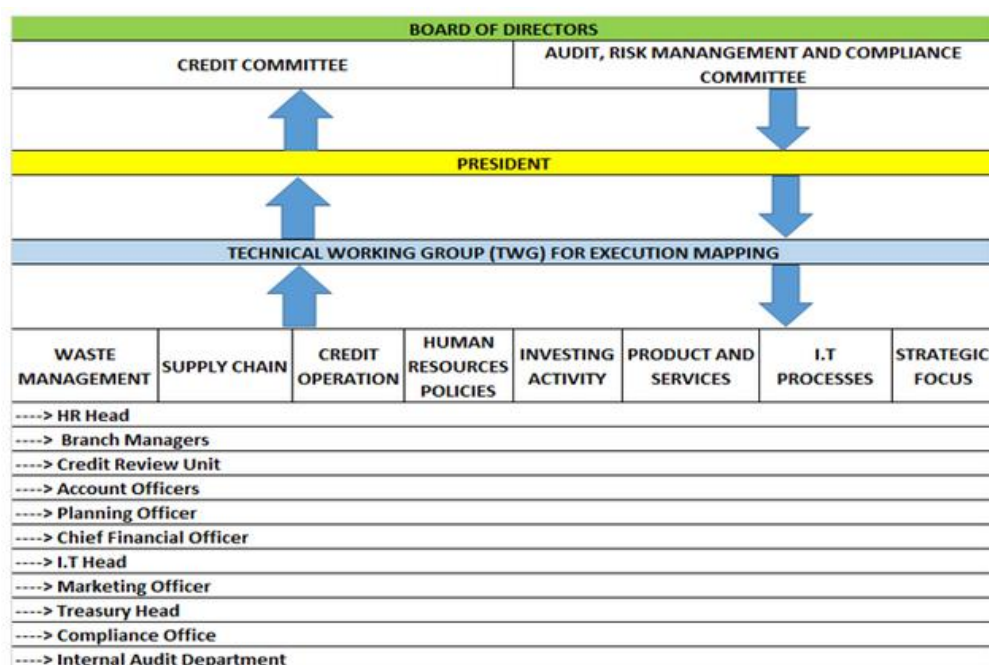 BOARD OF DIRECTORS
CREDIT COMMITTEE
AUDIT, RISK MANANGEMENT AND COMPLIANCE
COMMITTEE
PRESIDENT
TECHNICAL WORKING GROUP (TWG) FOR EXECUTION MAPPING
WASTE
MANAGEMENT
SUPPLY CHAIN
CREDIT
OPERATION
HUMAN
RESOURCES
POLICIES
INVESTING
ACTIVITY
PRODUCT AND
SERVICES
I.T
PROCESSES
STRATEGIC
FOCUS
----> HR Head
----> Branch Managers
----> Credit Review Unit
----> Account Officers
----> Planning Officer
----> Chief Financial Officer
----> I.T Head
----> Marketing Officer
----> Treasury Head
----> Compliance Office
----> Internal Audit Department